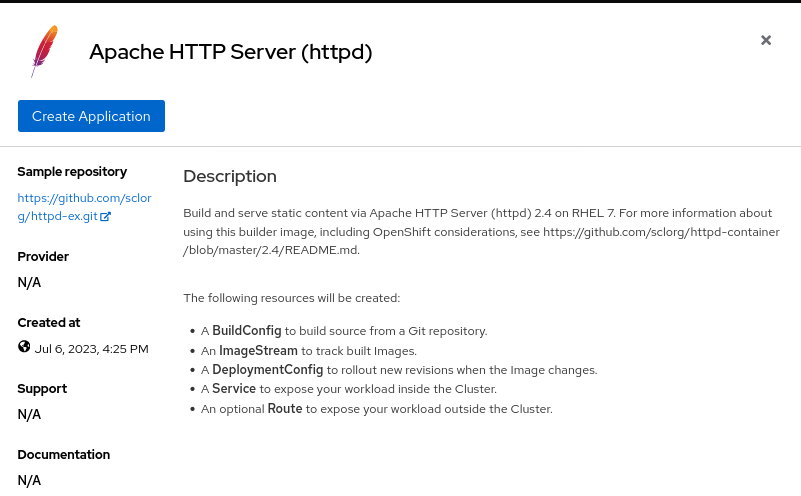 Apache HTTP Server (httpd)
Create Application
Sample repository
https://github.com/sclor
g/httpd-ex.git
Provider
N/A
Created at
Jul 6, 2023, 4:25 PM
Support
N/A
Documentation
N/A
Description
Build and serve static content via Apache HTTP Server (httpd) 2.4 on RHEL 7. For more information about
using this builder image, including OpenShift considerations, see https://github.com/sclorg/httpd-container
/blob/master/2.4/README.md.
The following resources will be created:
• A BuildConfig to build source from a Git repository.
• An ImageStream to track built Images.
• A DeploymentConfig to rollout new revisions when the Image changes.
• A Service to expose your workload inside the Cluster.
• An optional Route to expose your workload outside the Cluster.